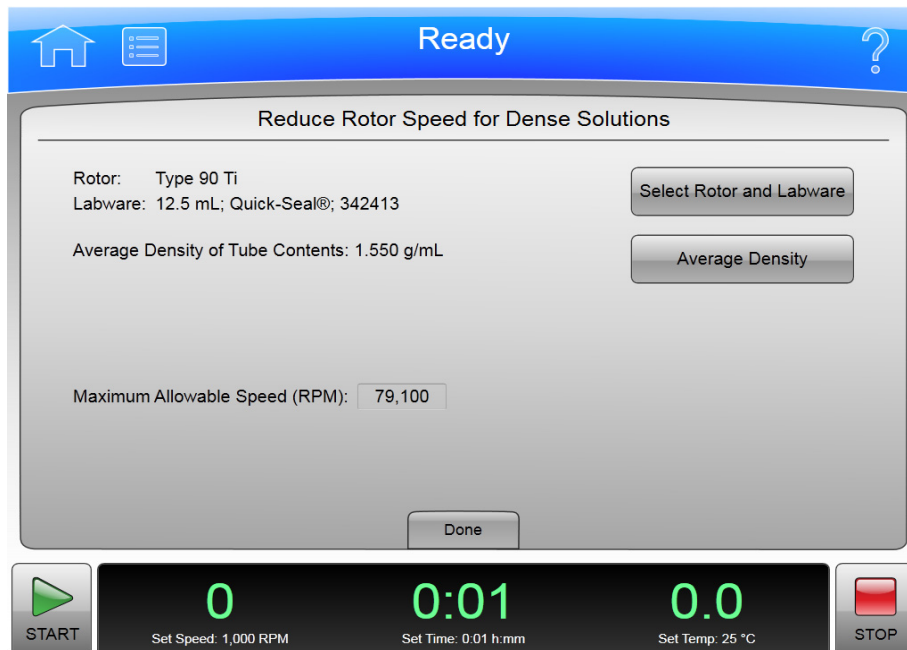 Ready
?
Reduce Rotor Speed for Dense Solutions
Rotor: Type 90 Ti
Select Rotor and Labware
Labware: 12.5 mL; Quick-Seal®; 342413
Average Density of Tube Contents: 1.550 g/mL
Average Density
Maximum Allowable Speed (RPM): 79,100
Done
START
0
Set Speed: 1,000 RPM
0:01
Set Time: 0:01 h:mm
0.0
Set Temp: 25 °C
STOP